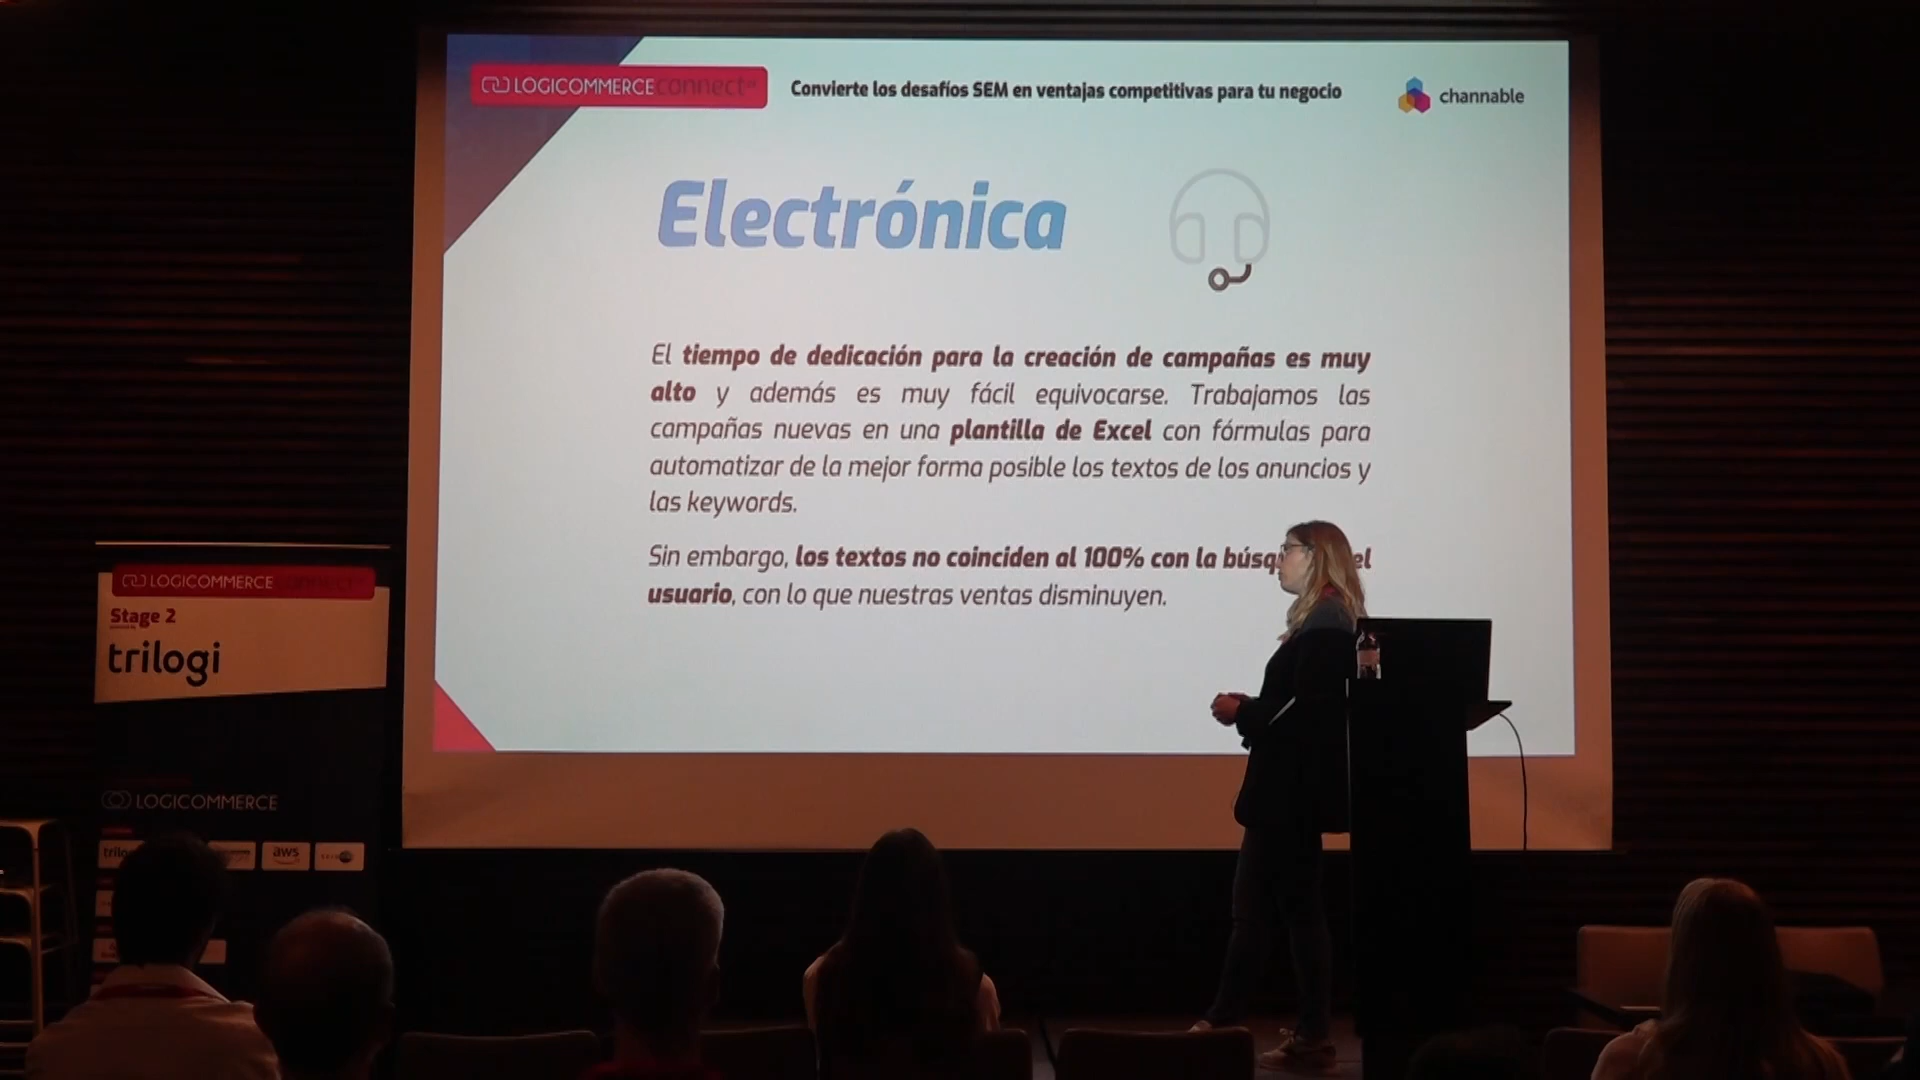 LOGICOMMERCE connect
Convierte los desafíos SEM en ventajas competitivas para tu negocio
channable
Electrónica
El tiempo de dedicación para la creación de campañas es muy
alto y además es muy fácil equivocarse. Trabajamos las
campañas nuevas en una plantilla de Excel con fórmulas para
automatizar de la mejor forma posible los textos de los anuncios y
las keywords.
Sin embargo, los textos no coinciden al 100% con la búsq el
usuario, con lo que nuestras ventas disminuyen.
LOGICOMMERCE connect
Stage 2
trilogi
LOGICOMMERCE
trilo
aws